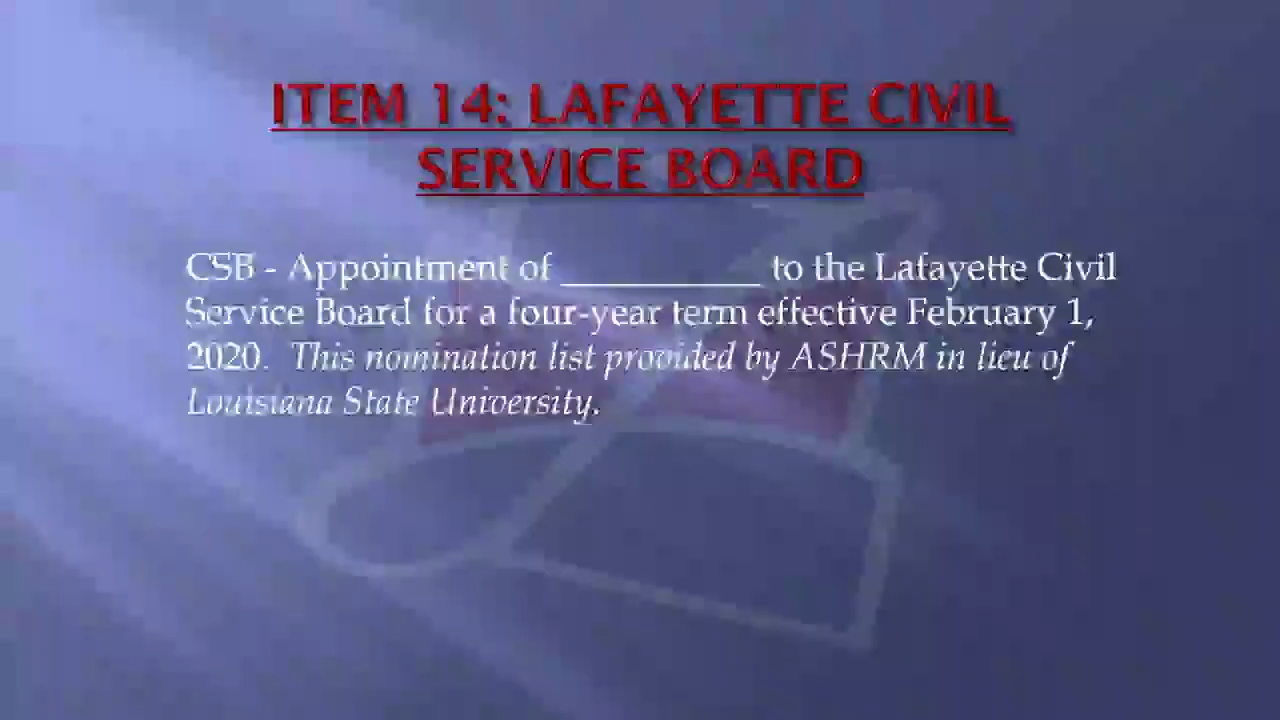 ITEM 14: LAFAYETTE CIVIL
SERVICE BOARD
CSB - Appointment of ___________ to the Lafayette Civil
Service Board for a four-year term effective February 1,
2020. This nomination list provided by ASHRM in lieu of
Louisiana State University.